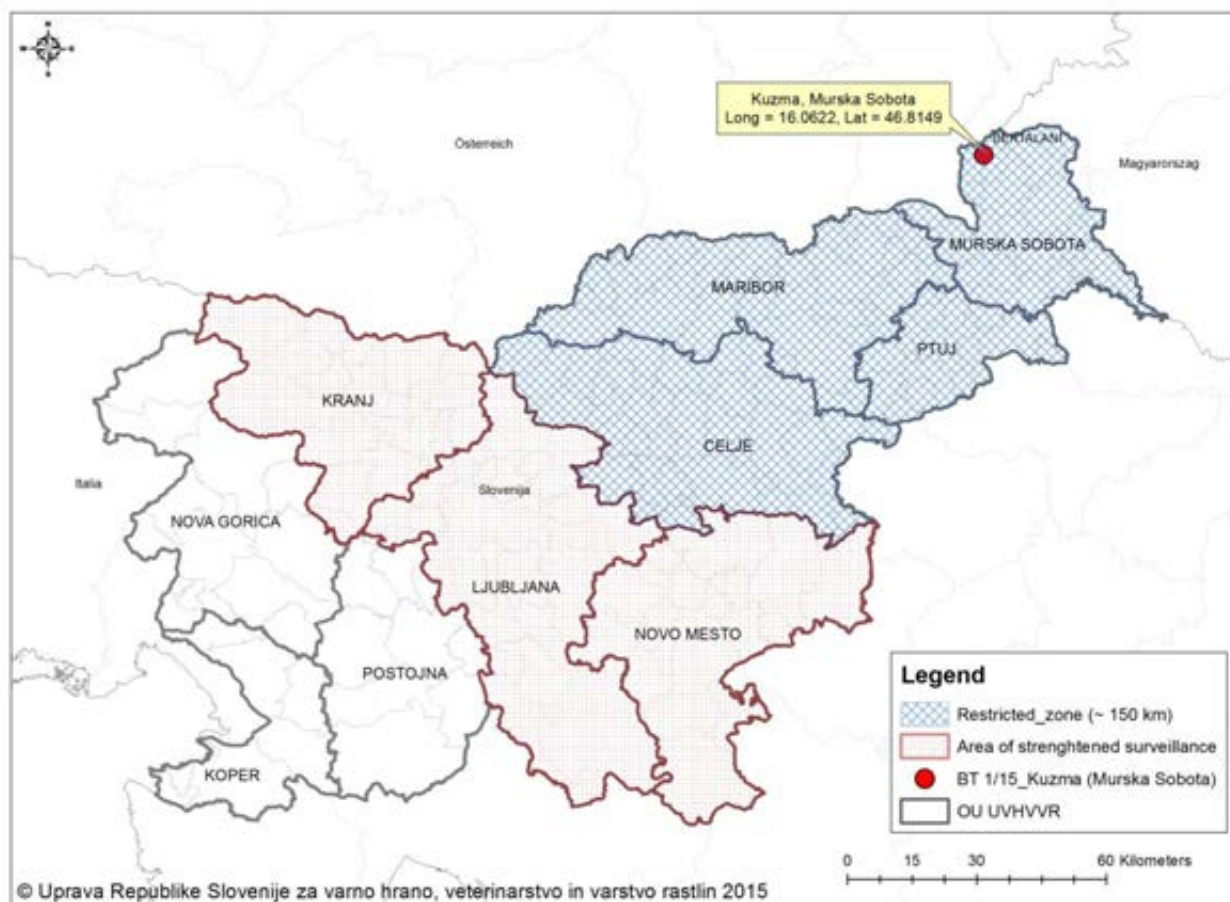 Kuzma, Murska Sobota
Long = 16.0622, Lat = 46.8149
BERTALANI
Österreich
Magyarország
MURSKA SOBOTA
MARIBOR
PTUJ
KRANJ
CELJE
Italia
Slovenija
NOVA GORICA
LJUBLJANA
NOVO MESTO
POSTOJNA
KOPER
Legend
Restricted_zone (~ 150 km)
Area of strenghtened surveillance
BT 1/15_Kuzma (Murska Sobota)
OU UVHVVR
0 15 30 60 Kilometers
© Uprava Republike Slovenije za varno hrano, veterinarstvo in varstvo rastlin 2015